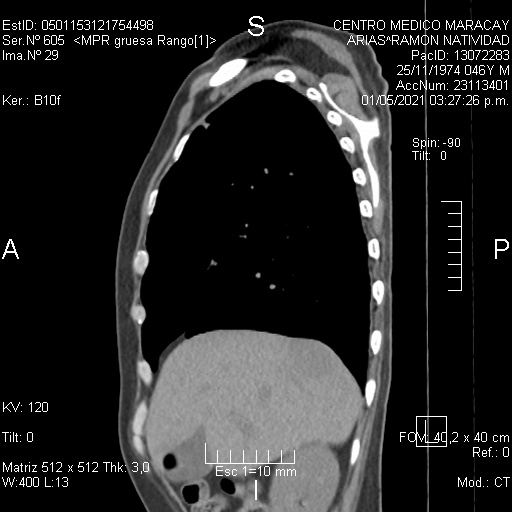 EstID: 0501153121754498
Ser.Nº 605 <MPR gruesa Rango[1]>
Ima.Nº 29
Ker.: B10f
S
CENTRO MEDICO MARACAY
ARIAS^RAMON NATIVIDAD
PacID: 13072283
25/11/1974 046Y M
AccNum: 23113401
01/05/2021 03:27:26 p.m.
Spin: -90
Tilt: 0
A
P
KV: 120
Tilt: 0
Matriz 512 x 512 Thk: 3,0
W:400 L:13
Esc 1=10 mm
I
FOV: 40,2 x 40 cm
Ref.: 0
Mod.: CT